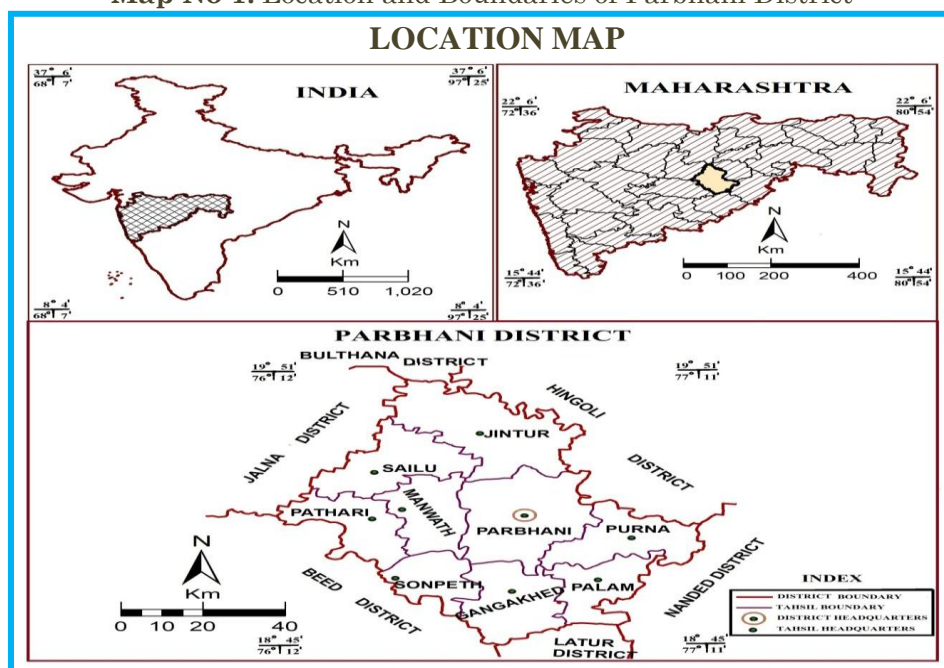 Map No 1. Location and Boundaries of Parbhani District
LOCATION MAP
37° 6'
68° 7'
INDIA
37° 6'
97° 25'
N
Km
0 510 1,020
8° 4'
68° 7'
8° 4'
97° 25'
22° 6'
72° 36'
MAHARASHTRA
22° 6'
80° 54'
N
Km
0 100 200 400
15° 44'
72° 36'
15° 44'
80° 54'
PARBHANI DISTRICT
BULTHANA DISTRICT
19° 51'
76° 12'
19° 51'
77° 11'
HINGOLI DISTRICT
JALNA DISTRICT
JINTUR
SAILU
PATHARI
MANWATH
PARBHANI
PURNA
SONPETH
GANGAKHED
PALAM
BEED DISTRICT
NANDED DISTRICT
LATUR DISTRICT
N
Km
0 10 20 40
18° 45'
76° 12'
18° 45'
77° 11'
INDEX
DISTRICT BOUNDARY
TAHSIL BOUNDARY
DISTRICT HEADQUARTERS
TAHSIL HEADQUARTERS